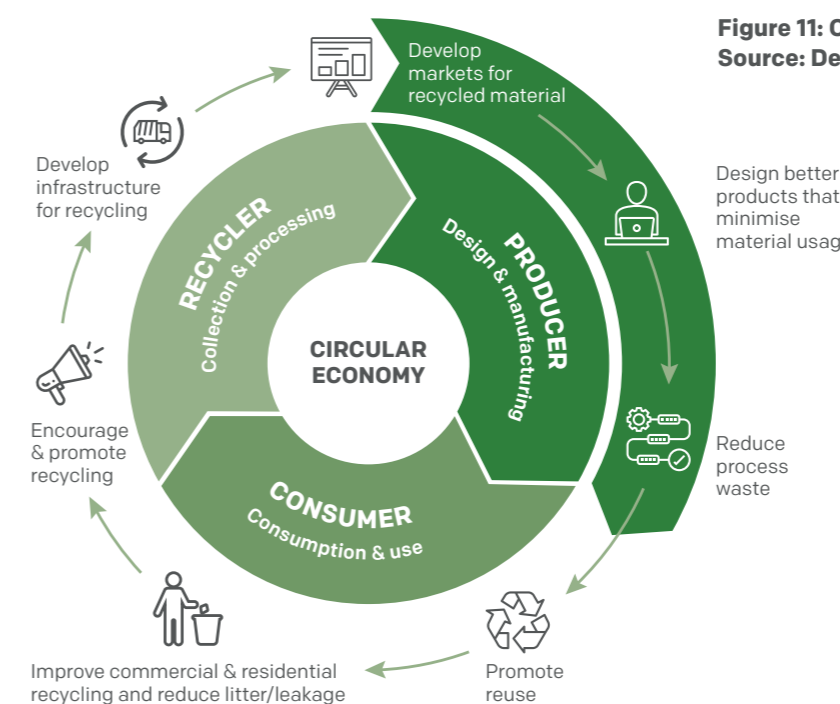 Figure 11:
Source:
Develop
markets for
recycled material
Design better
products that
minimise
material
Reduce
process
waste
Promote
reuse
Improve commercial & residential
recycling and reduce litter/leakage
Encourage
& promote
recycling
Develop
infrastructure
for recycling
RECYCLER
Collection & processing
PRODUCER
Design & manufacturing
CONSUMER
Consumption & use
CIRCULAR
ECONOMY